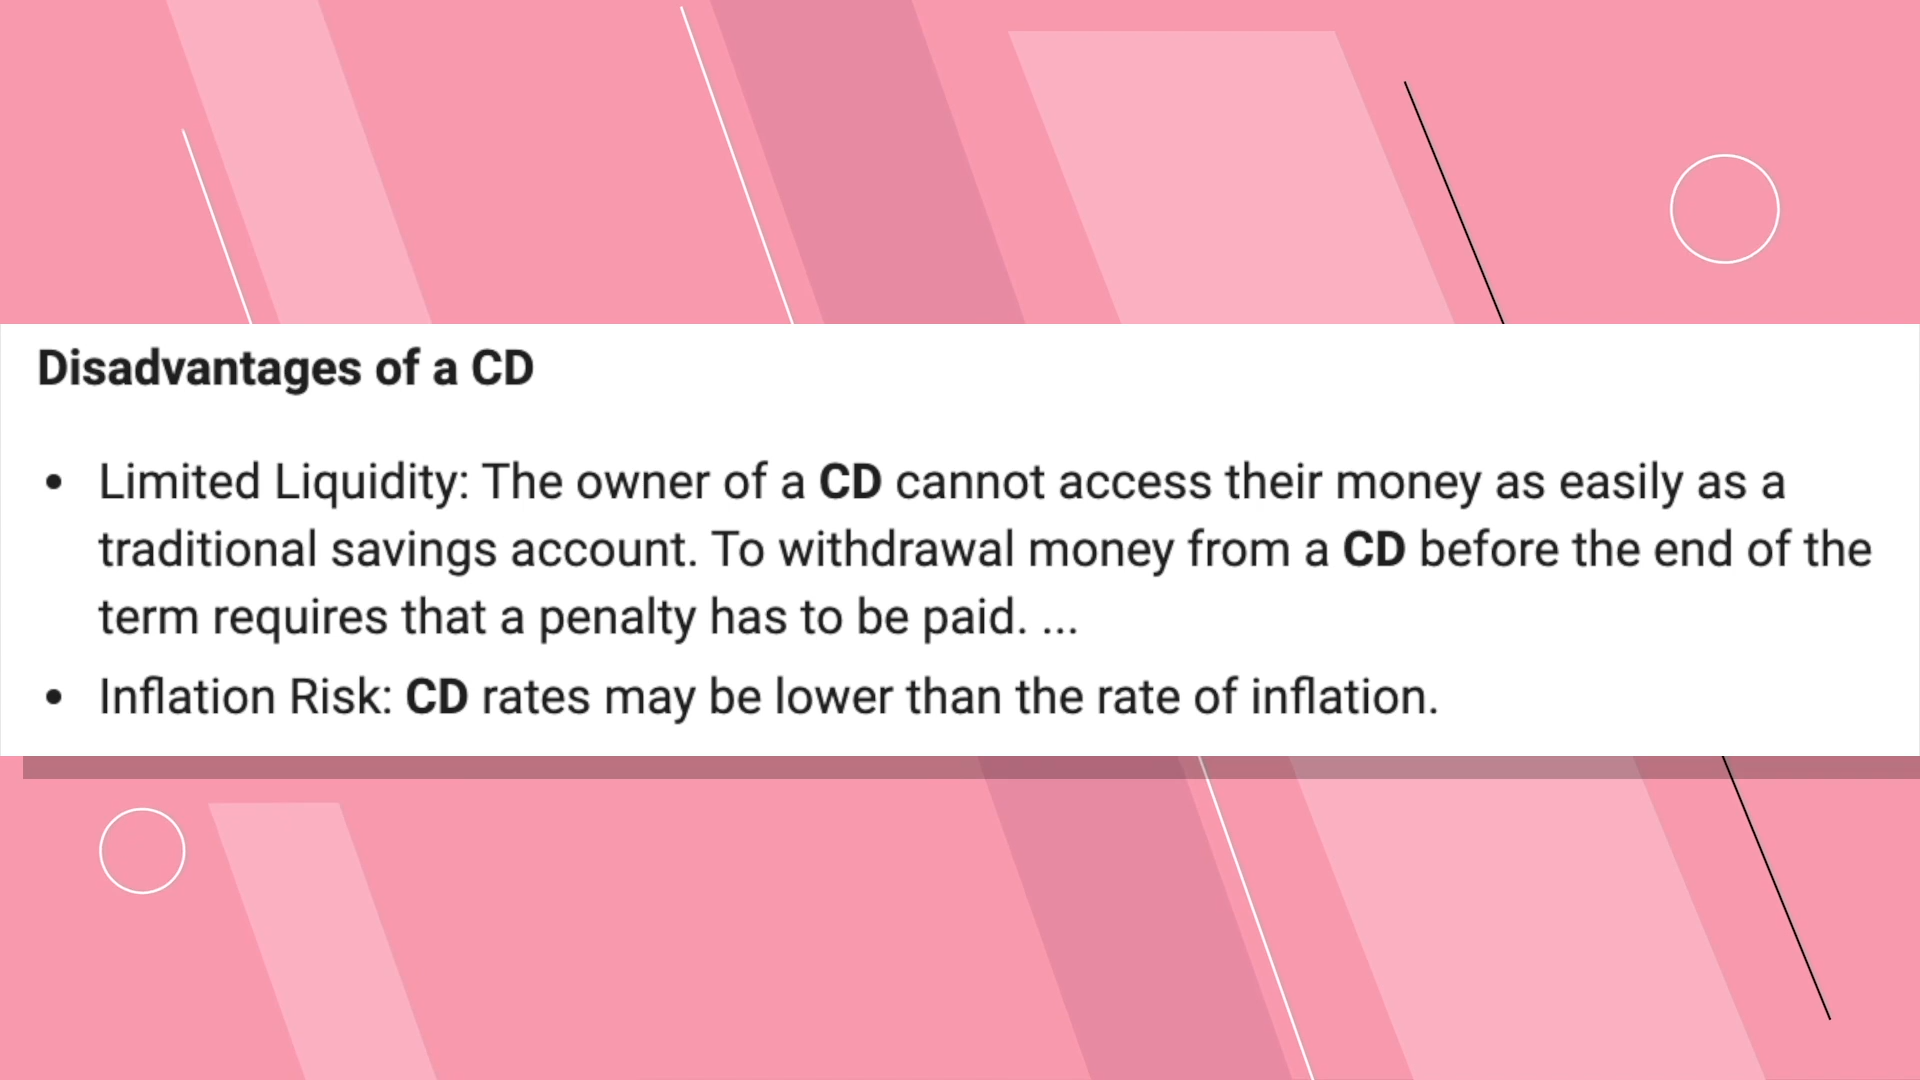 Disadvantages of a CD
• Limited Liquidity: The owner of a CD cannot access their money as easily as a
traditional savings account. To withdrawal money from a CD before the end of the
term requires that a penalty has to be paid. ...
• Inflation Risk: CD rates may be lower than the rate of inflation.